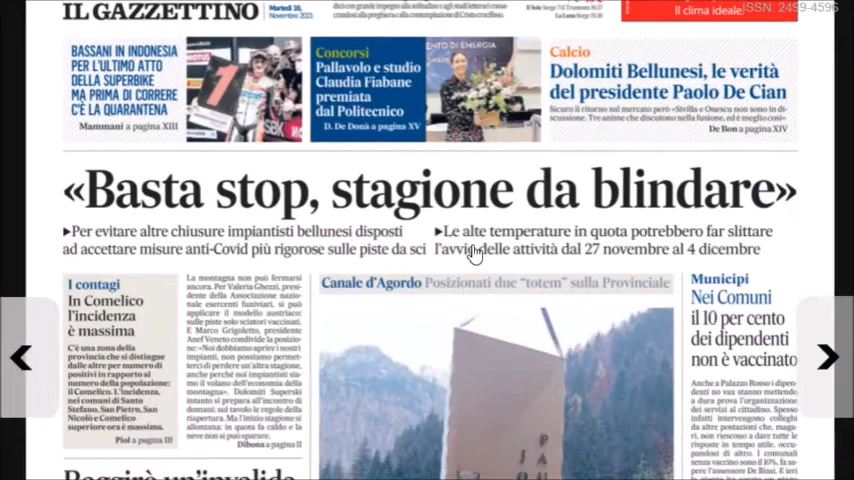 IL GAZZETTINO
Martedì 16,
Novembre 2021
Il clima ideale
ISSN: 2499-4596
BASSANI IN INDONESIA
PER L'ULTIMO ATTO
DELLA SUPERBIKE
MA PRIMA DI CORRERE
C'È LA QUARANTENA
Mammani a pagina XIII
1
Concorsi
Pallavolo e studio
Claudia Fiabane
premiata
dal Politecnico
D. De Donà a pagina XV
Calcio
Dolomiti Bellunesi, le verità
del presidente Paolo De Cian
Sicuro il ritorno sul mercato però «Sivilla e Onescu non sono in di-
scussione. Tre anime che discutono nella fusione, ed è meglio così»
De Bon a pagina XIV
«Basta stop, stagione da blindare»
▶Per evitare altre chiusure impiantisti bellunesi disposti
ad accettare misure anti-Covid più rigorose sulle piste da sci
▶Le alte temperature in quota potrebbero far slittare
l'avvio delle attività dal 27 novembre al 4 dicembre
I contagi
In Comelico
l'incidenza
è massima
C'è una zona della
provincia che si distingue
dalle altre per numero di
positivi in rapporto al
numero della popolazione:
il Comelico. L'incidenza,
nei comuni di Santo
Stefano, San Pietro, San
Nicolò e Comelico
superiore ora è massima.
Piol a pagina III
La montagna non può fermarsi
ancora. Per Valeria Ghezzi, presi-
dente della Associazione nazio-
nale esercenti funiviari, si può
applicare il modello austriaco:
sulle piste solo sciatori vaccinati.
E Marco Grigoletto, presidente
Anef Veneto condivide la posizio-
ne: «Noi dobbiamo aprire i nostri
impianti, non possiamo permet-
terci di perdere un'altra stagione,
anche perché noi impiantisti sia-
mo il volano dell'economia della
montagna». Dolomiti Superski
intanto si prepara all'incontro di
domani: sul tavolo le regole della
riapertura. Ma l'inizio stagione si
allontana: in quota fa caldo e la
neve non si può sparare.
Dibona a pagina II
Canale d'Agordo Posizionati due "totem" sulla Provinciale
Municipi
Nei Comuni
il 10 per cento
dei dipendenti
non è vaccinato
Anche a Palazzo Rosso i dipen-
denti no vax stanno mettendo
a dura prova l'organizzazione
dei servizi al cittadino. Spesso
infatti intervengono colleghi
da altre postazioni che, maga-
ri, non riescono a dare tutte le
risposte in tempo utile, occu-
pandosi di altro. I comunali
senza vaccino sono il 10%, fa sa-
pere l'assessore De Biasi. E ieri
Raggirò un'invalida